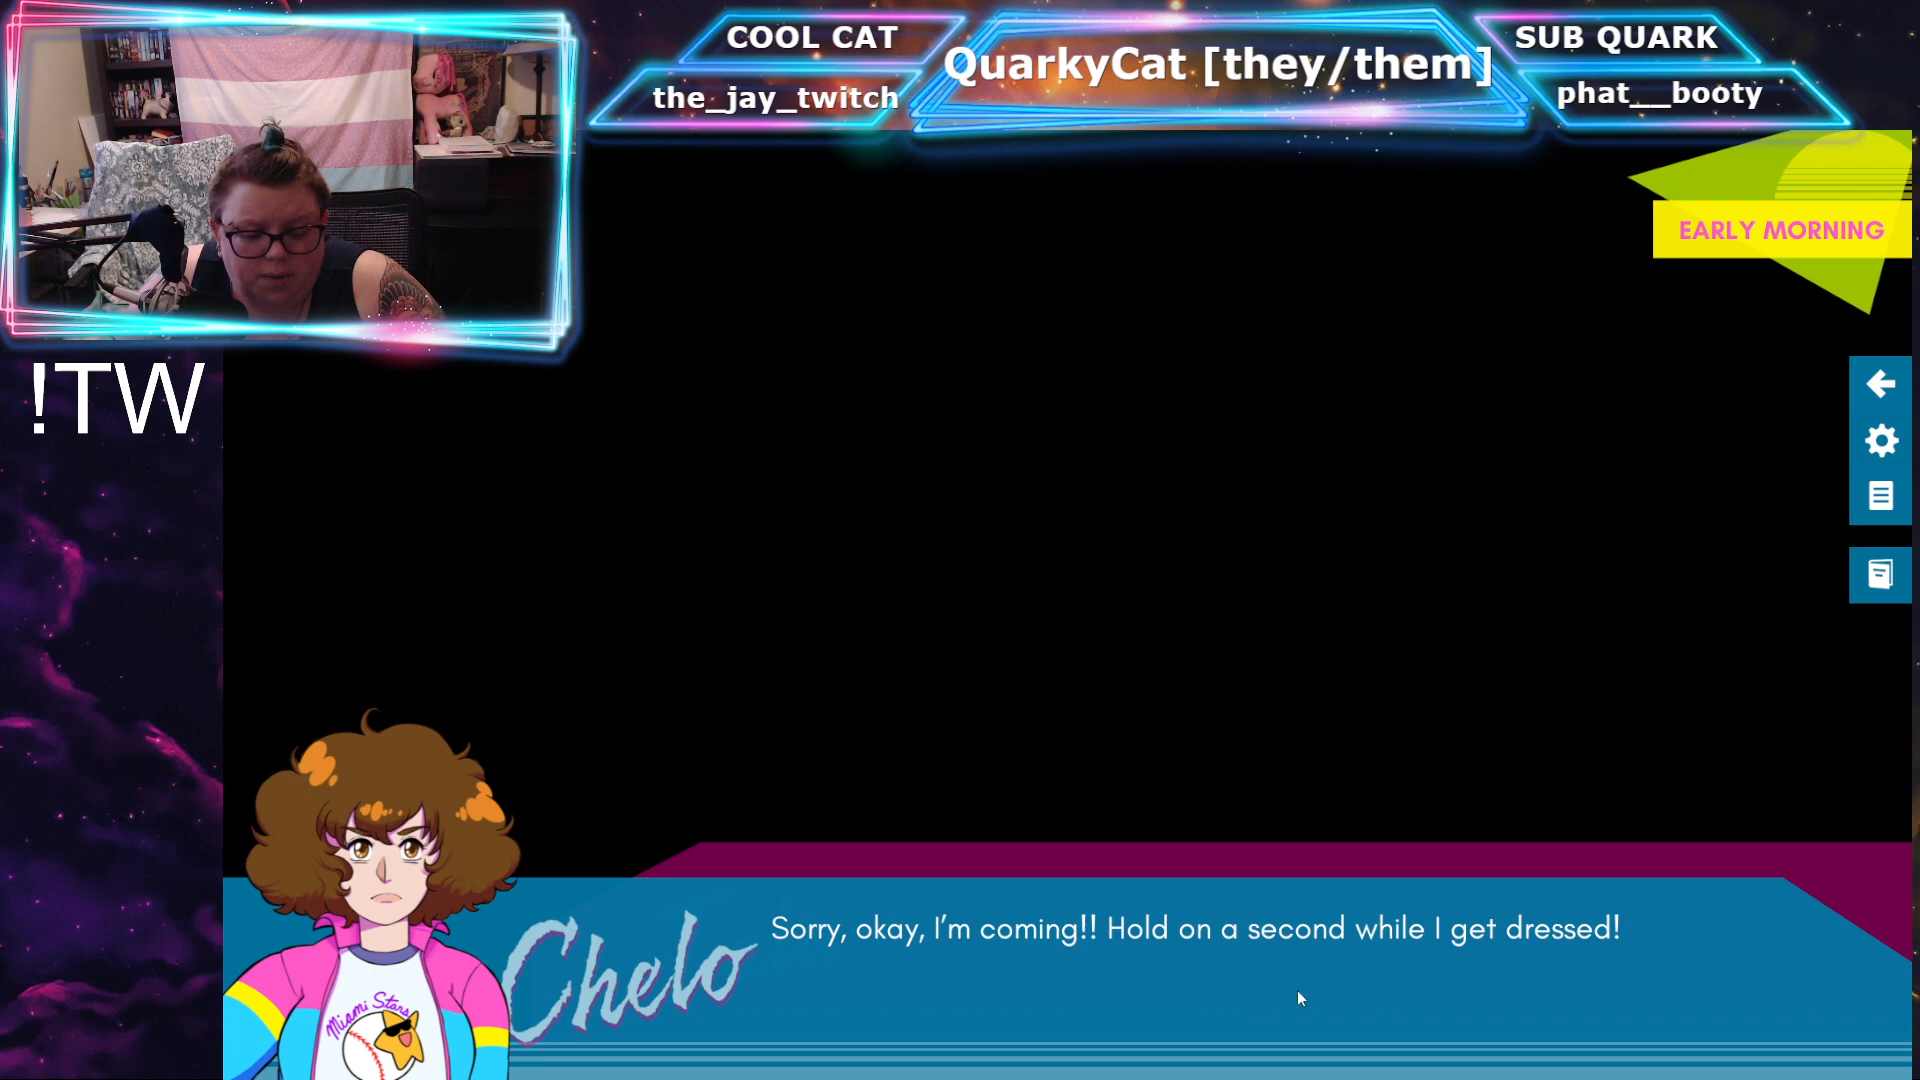 COOL CAT
the_jay_twitch
QuarkyCat [they/them]
SUB QUARK
phat__booty
EARLY MORNING
!TW
Chelo
Sorry, okay, I'm coming!! Hold on a second while I get dressed!
Miami Stars